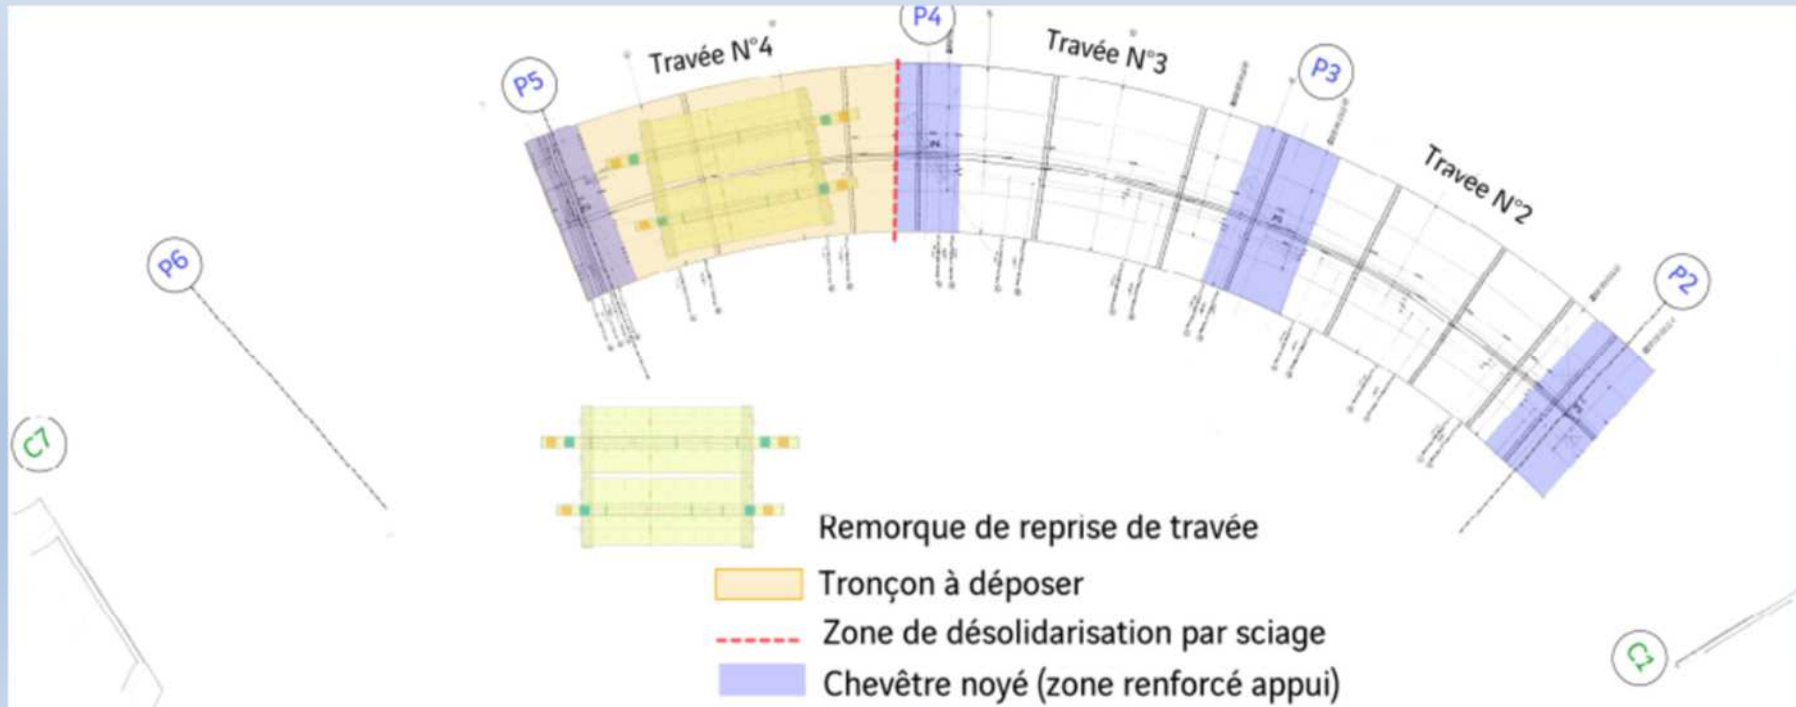 P4
Travée N°4
Travée N°3
P5
P3
Travee N°2
P6
P2
C7
Remorque de reprise de travée
Tronçon à déposer
Zone de désolidarisation par sciage
C1
Chevêtre noyé (zone renforcé appui)